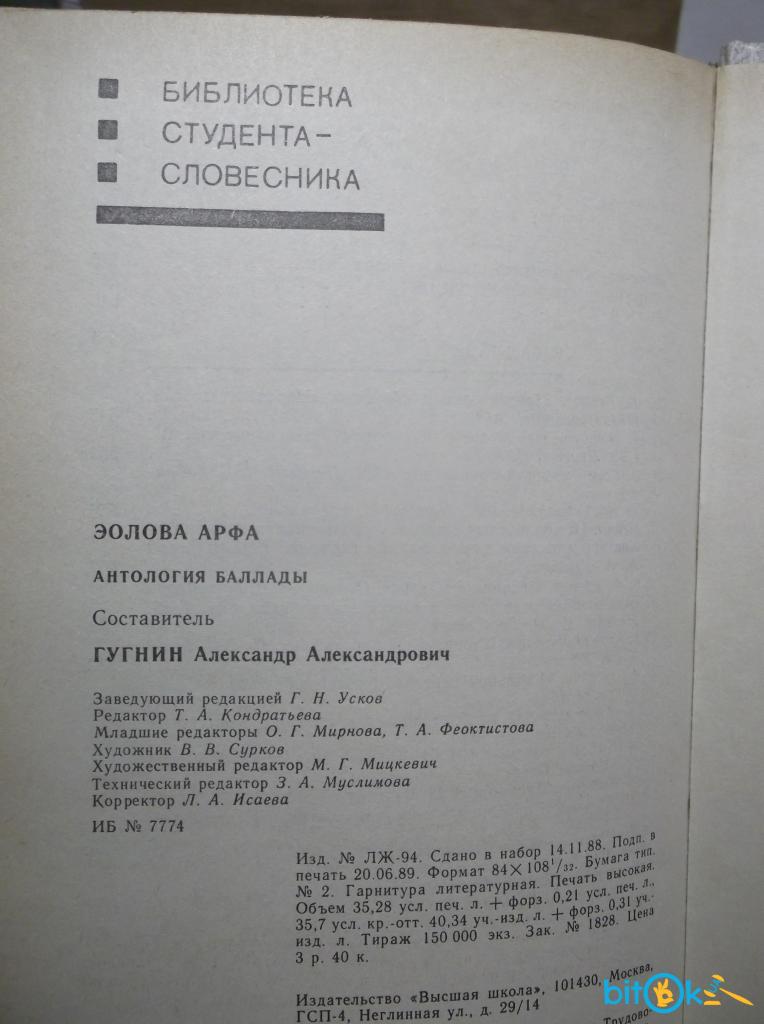 БИБЛИОТЕКА
СТУДЕНТА-
СЛОВЕСНИКА
ЭОЛОВА АРФА
АНТОЛОГИЯ БАЛЛАДЫ
Составитель
ГУГНИН Александр Александрович
Заведующий редакцией Г. Н. Усков
Редактор Т. А. Кондратьева
Младшие редакторы О. Г. Мирнова, Т. А. Феоктистова
Художник В. В. Сурков
Художественный редактор М. Г. Мицкевич
Технический редактор З. А. Муслимова
Корректор Л. А. Исаева
ИБ № 7774
Изд. № ЛЖ-94. Сдано в набор 14.11.88. Подп. в
печать 20.06.89. Формат 84×108 1/32. Бумага тип.
№ 2. Гарнитура литературная. Печать высокая.
Объем 35,28 усл. печ. л. + форз. 0,21 усл. печ. л.,
35,7 усл. кр.-отт. 40,34 уч.-изд. л. + форз. 0,31 уч.-
изд. л. Тираж 150 000 экз. Зак. № 1828. Цена
3 р. 40 к.
Издательство «Высшая школа», 101430, Москва,
ГСП-4, Неглинная ул., д. 29/14
Трудово-
bitOk